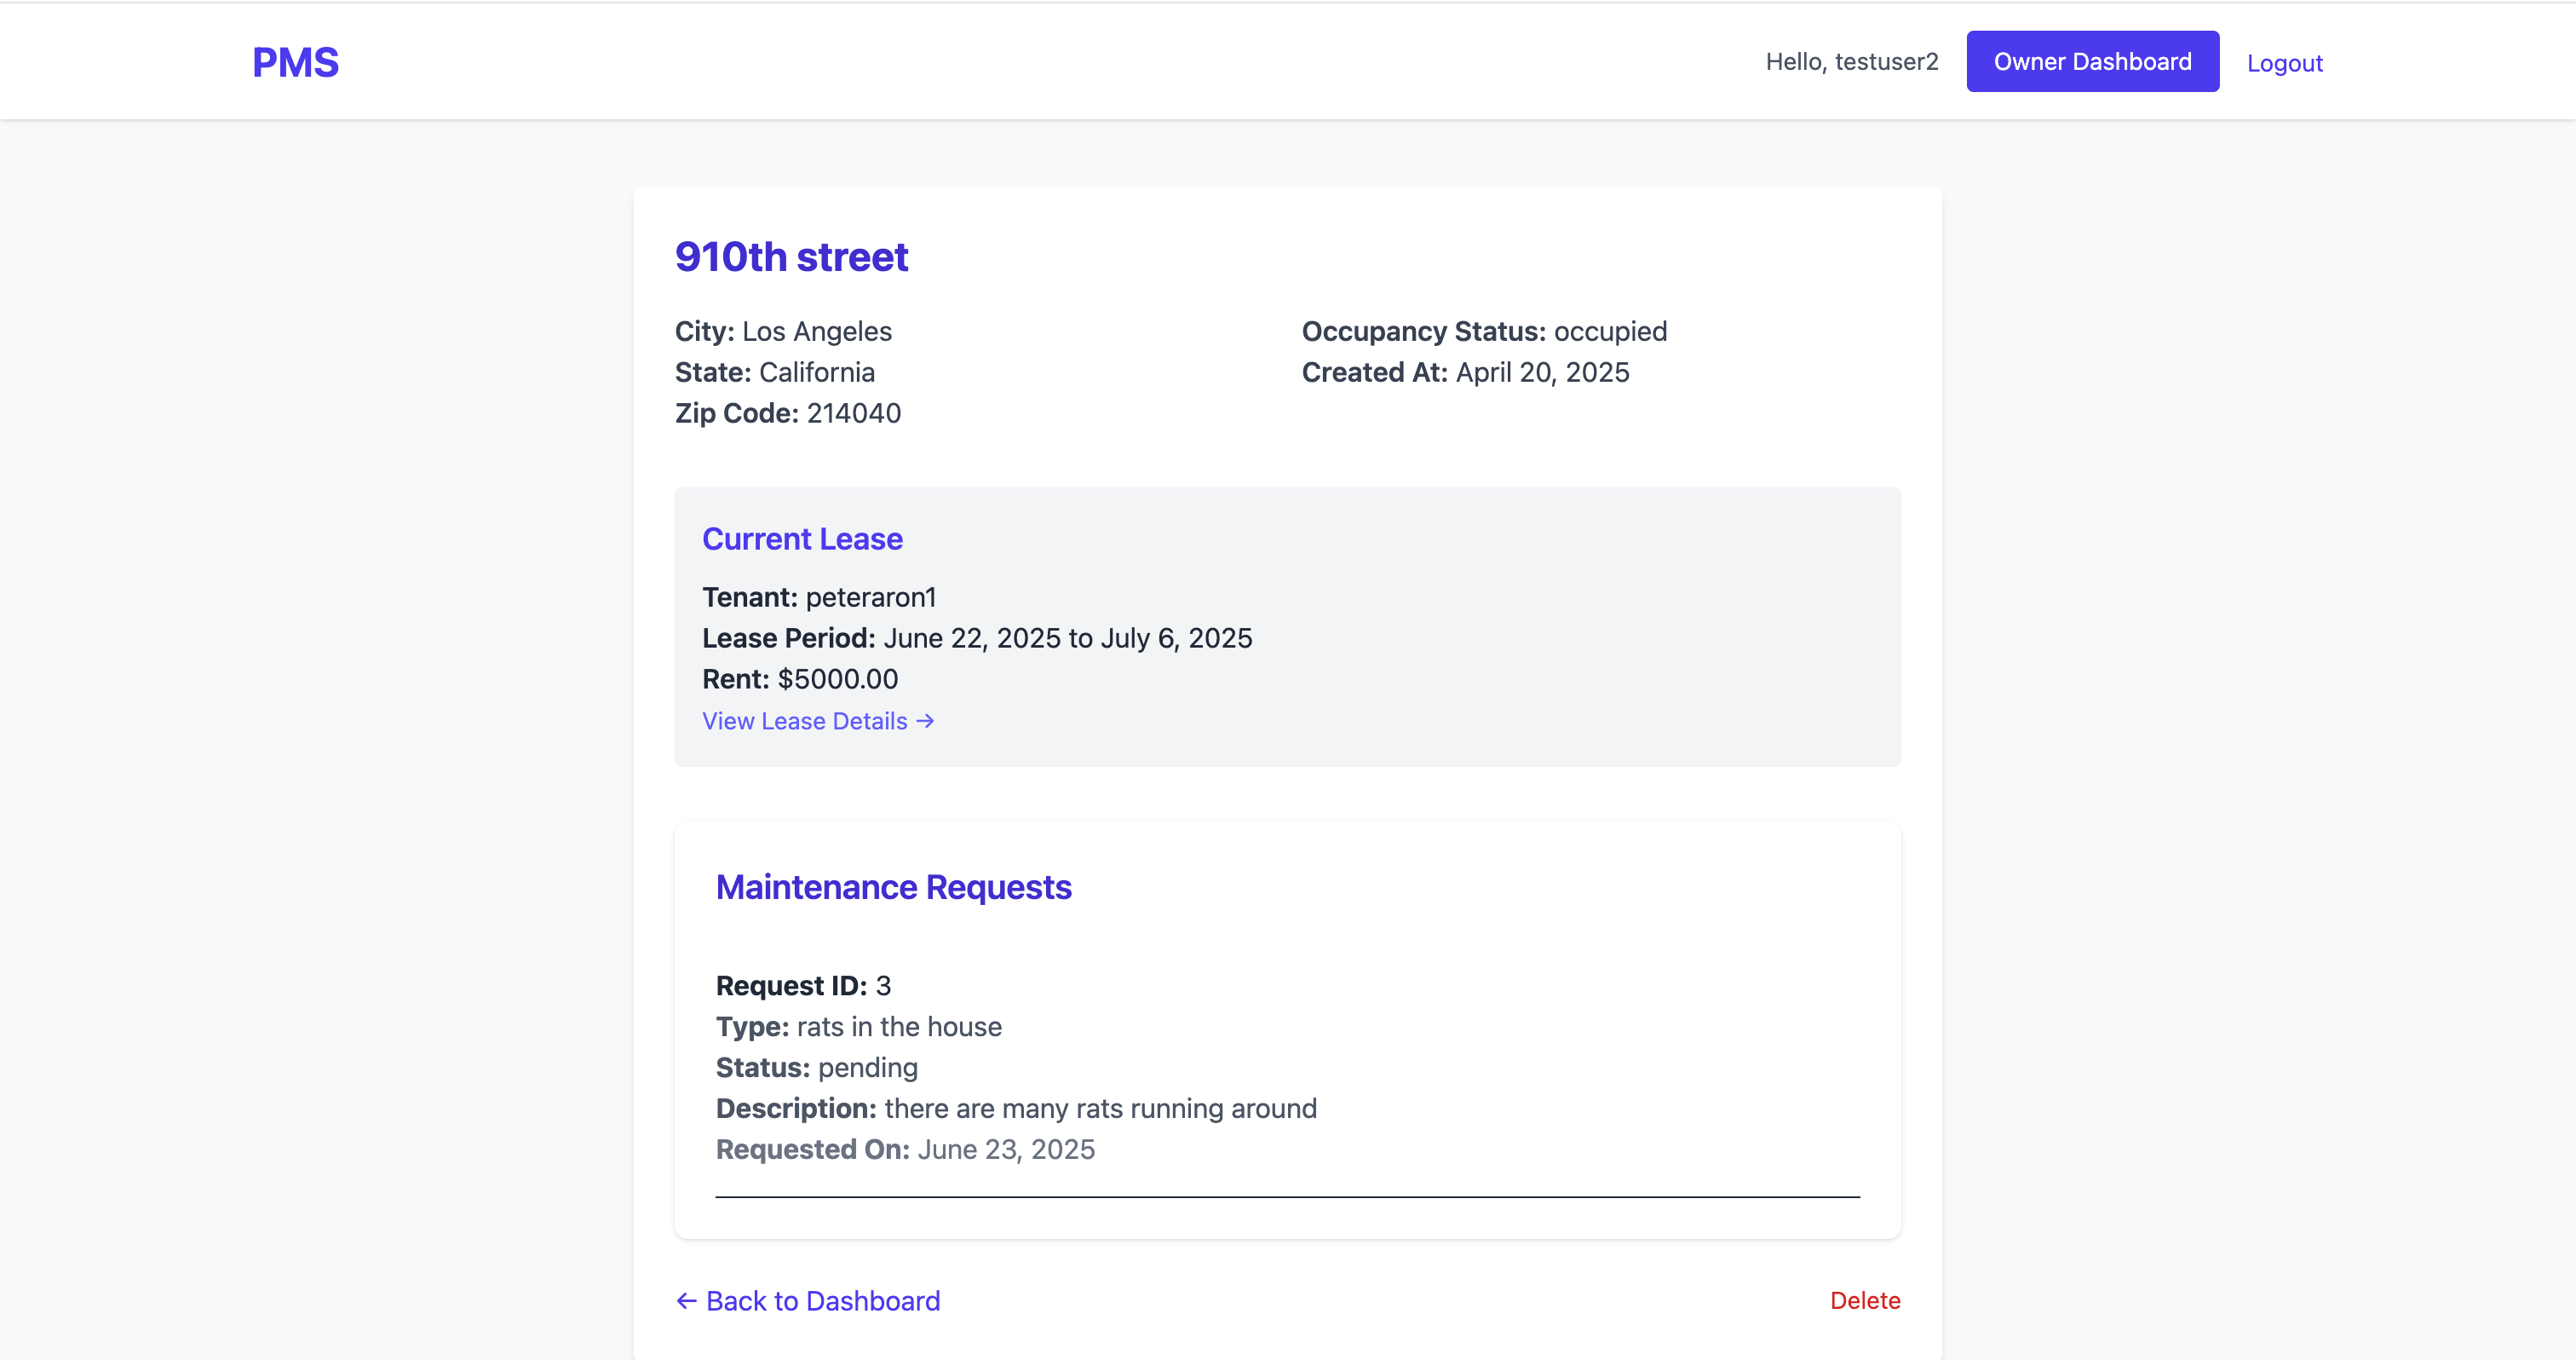 PMS
Hello, testuser2
Owner Dashboard
Logout
910th street
City: Los Angeles
State: California
Zip Code: 214040
Occupancy Status: occupied
Created At: April 20, 2025
Current Lease
Tenant: peteraron1
Lease Period: June 22, 2025 to July 6, 2025
Rent: $5000.00
View Lease Details →
Maintenance Requests
Request ID: 3
Type: rats in the house
Status: pending
Description: there are many rats running around
Requested On: June 23, 2025
← Back to Dashboard
Delete